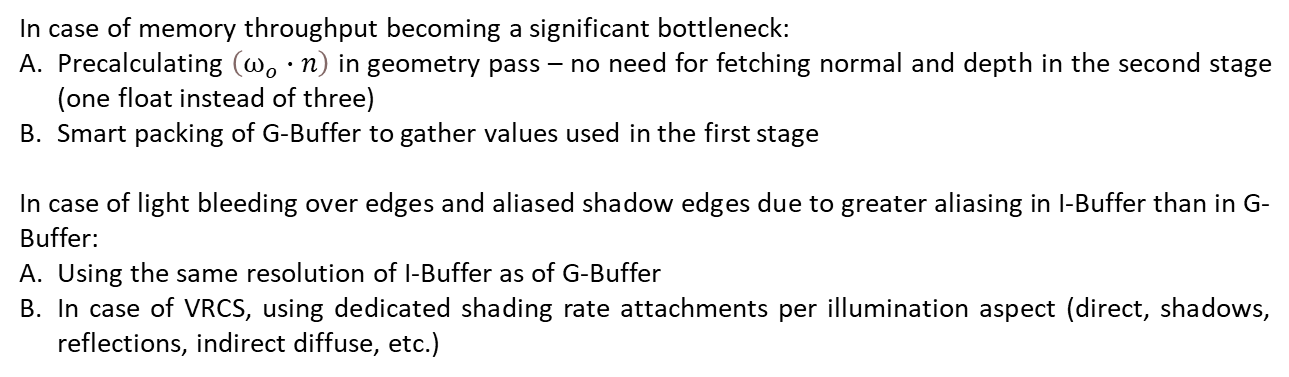 In case of memory throughput becoming a significant bottleneck:
A. Precalculating (ωₒ · n) in geometry pass – no need for fetching normal and depth in the second stage
(one float instead of three)
B. Smart packing of G-Buffer to gather values used in the first stage
In case of light bleeding over edges and aliased shadow edges due to greater aliasing in I-Buffer than in G-
Buffer:
A. Using the same resolution of I-Buffer as of G-Buffer
B. In case of VRCS, using dedicated shading rate attachments per illumination aspect (direct, shadows,
reflections, indirect diffuse, etc.)